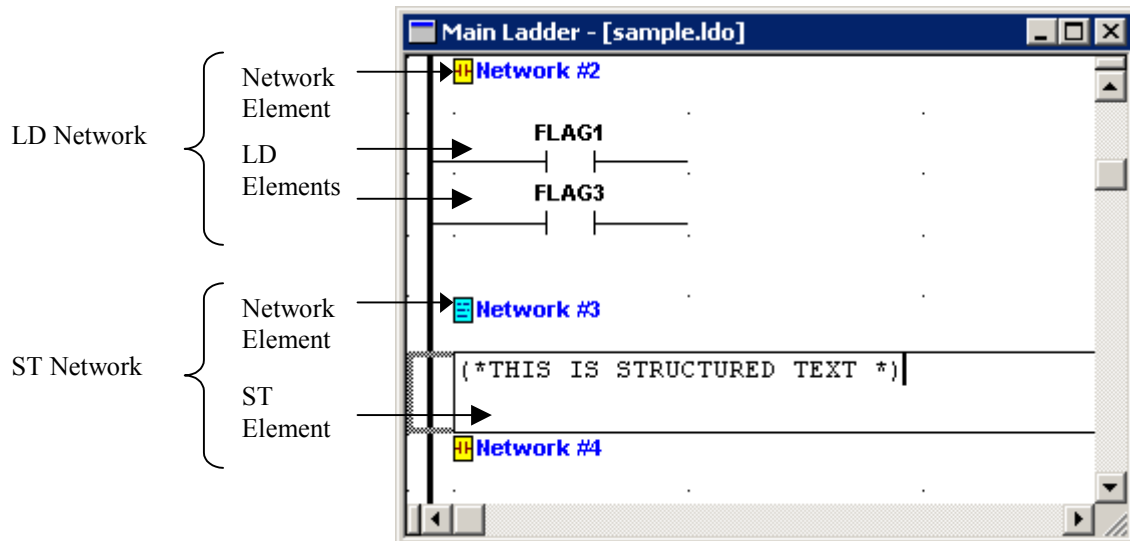 Main Ladder - [sample.ldo]
LD Network
Network
Element
LD
Elements
Network #2
FLAG1
FLAG3
ST Network
Network
Element
ST
Element
Network #3
(*THIS IS STRUCTURED TEXT *)
Network #4